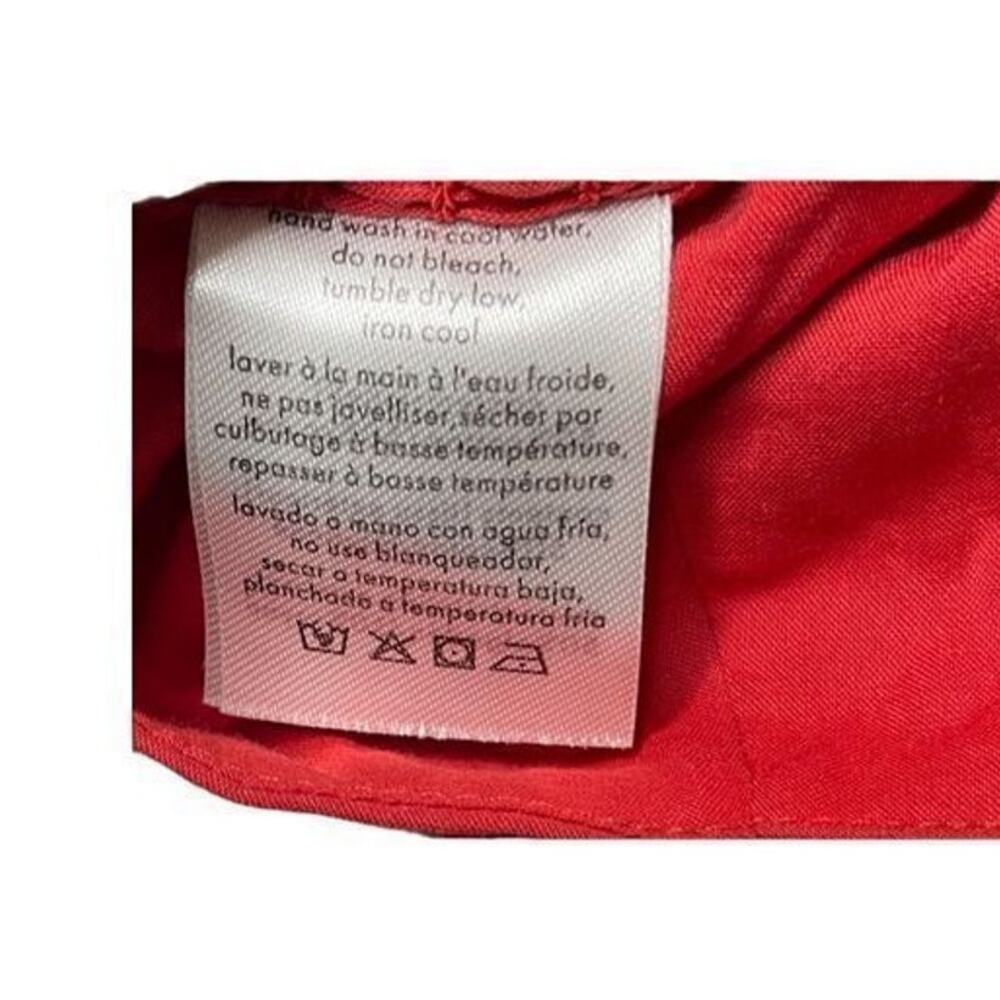 hand wash in cool water,
do not bleach,
tumble dry low,
iron cool
laver à la main à l'eau froide,
ne pas javelliser, sécher par
culbutage à basse température,
repasser à basse température
lavado a mano con agua fría,
no use blanqueador,
secar a temperatura baja,
planchado a temperatura fría